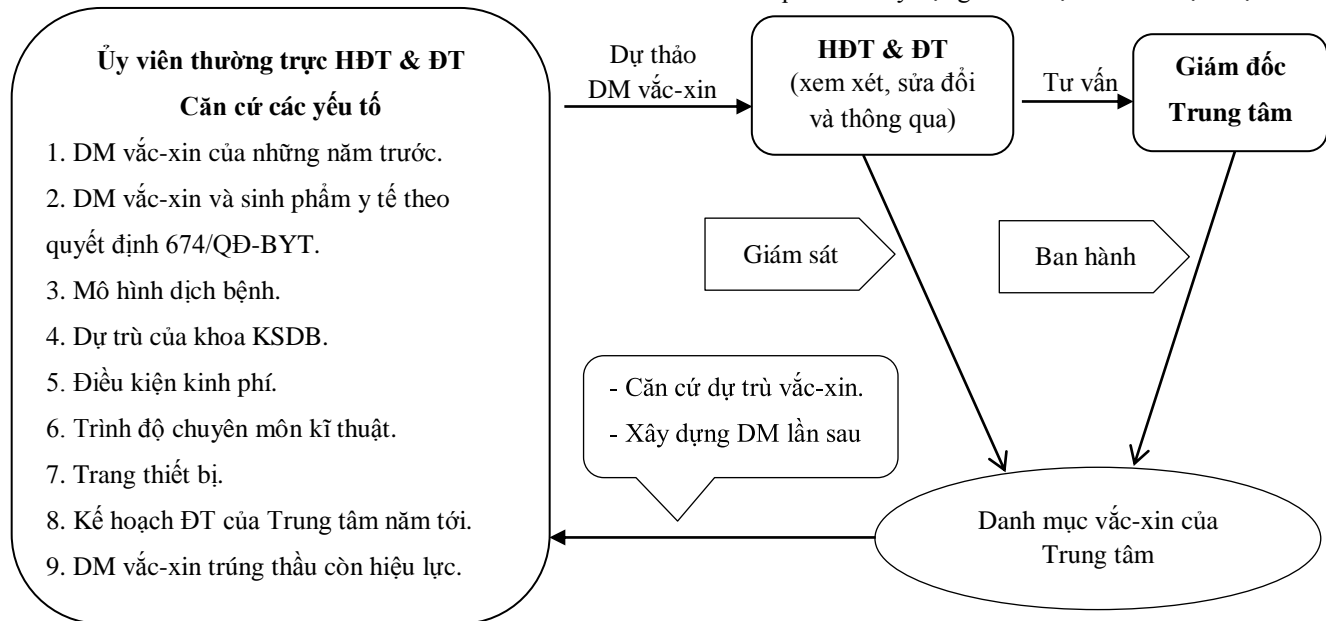 Ủy viên thường trực HĐT & ĐT
Căn cứ các yếu tố
1. DM vắc-xin của những năm trước.
2. DM vắc-xin và sinh phẩm y tế theo
quyết định 674/QĐ-BYT.
3. Mô hình dịch bệnh.
4. Dự trù của khoa KSDB.
5. Điều kiện kinh phí.
6. Trình độ chuyên môn kĩ thuật.
7. Trang thiết bị.
8. Kế hoạch ĐT của Trung tâm năm tới.
9. DM vắc-xin trúng thầu còn hiệu lực.
Dự thảo
DM vắc-xin
HĐT & ĐT
(xem xét, sửa đổi
và thông qua)
Tư vấn
Giám đốc
Trung tâm
Giám sát
Ban hành
- Căn cứ dự trù vắc-xin.
- Xây dựng DM lần sau
Danh mục vắc-xin của
Trung tâm